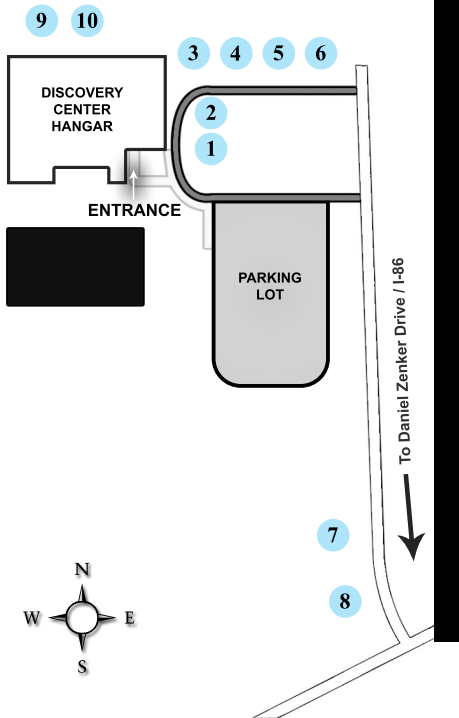 9 10
3 4 5 6
DISCOVERY
CENTER
HANGAR
2
1
ENTRANCE
PARKING
LOT
To Daniel Zenker Drive / I-86
7
8
N
W E
S